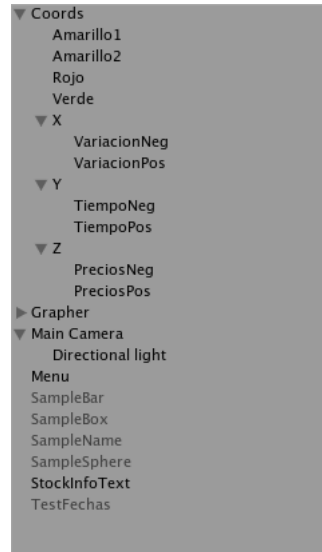 Coords
Amarillo1
Amarillo2
Rojo
Verde
X
VariacionNeg
VariacionPos
Y
TiempoNeg
TiempoPos
Z
PreciosNeg
PreciosPos
Grapher
Main Camera
Directional light
Menu
SampleBar
SampleBox
SampleName
SampleSphere
StockInfoText
TestFechas